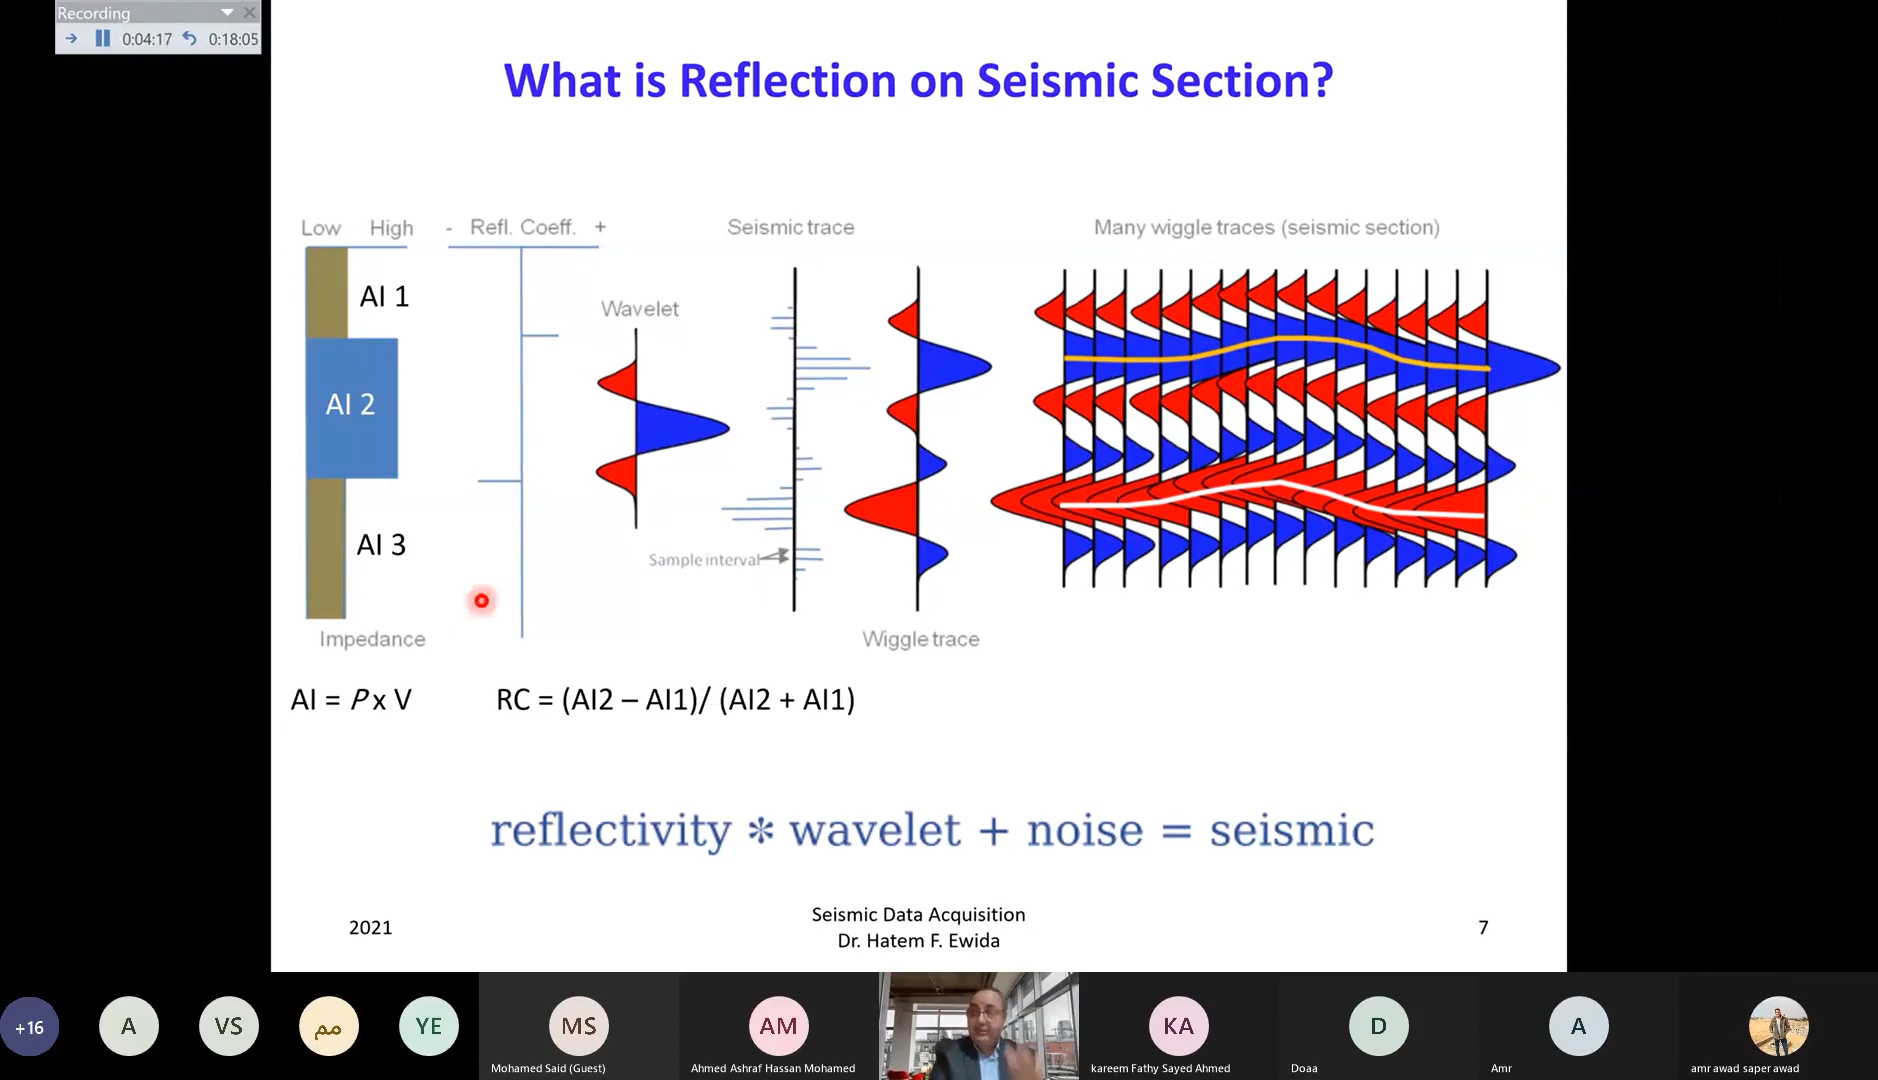 Recording
0:04:17 0:18:05
What is Reflection on Seismic Section?
Low High - Refl. Coeff. + Seismic trace Many wiggle traces (seismic section)
AI 1
Wavelet
AI 2
AI 3
Sample interval
Impedance
Wiggle trace
AI = P x V RC = (AI2 – AI1)/ (AI2 + AI1)
reflectivity * wavelet + noise = seismic
2021
Seismic Data Acquisition
Dr. Hatem F. Ewida
7
+16 A VS مم YE MS AM KA D A
Mohamed Said (Guest) Ahmed Ashraf Hassan Mohamed kareem Fathy Sayed Ahmed Doaa Amr amr awad saper awad